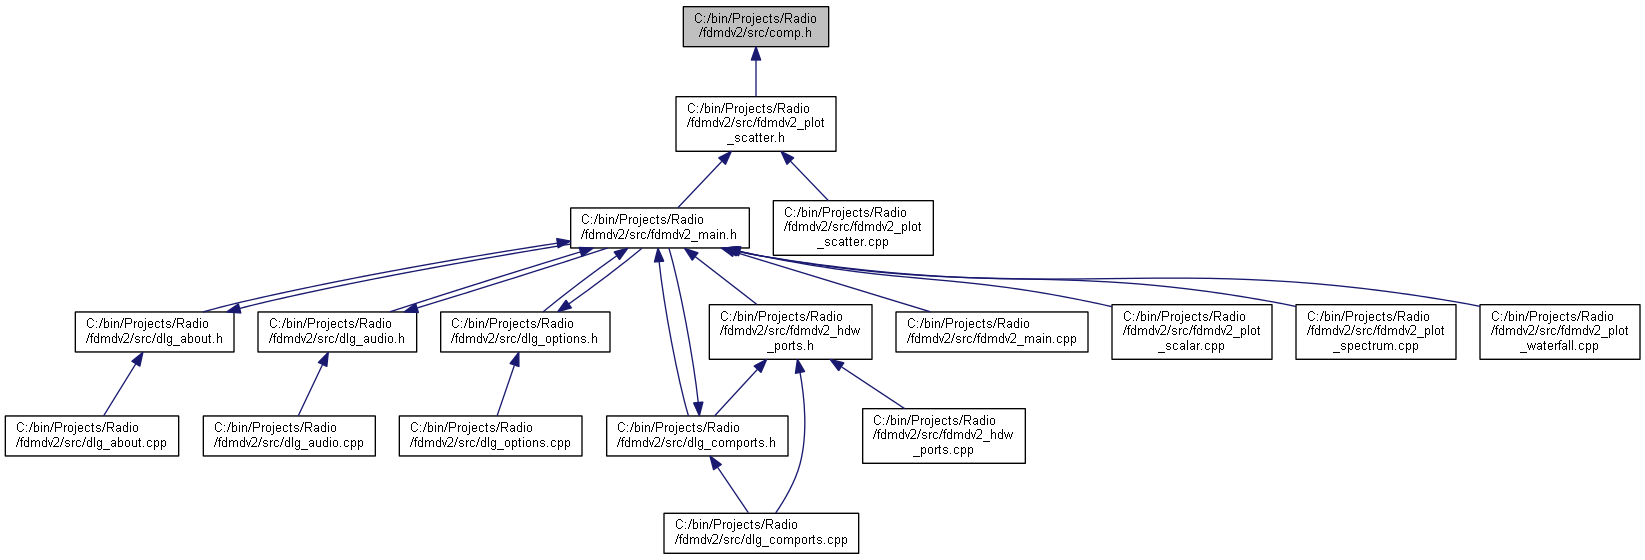 C:/bin/Projects/Radio
/fdmdv2/src/comp.h
C:/bin/Projects/Radio
/fdmdv2/src/fdmdv2_plot
_scatter.h
C:/bin/Projects/Radio
/fdmdv2/src/fdmdv2_main.h
C:/bin/Projects/Radio
/fdmdv2/src/fdmdv2_plot
_scatter.cpp
C:/bin/Projects/Radio
/fdmdv2/src/dlg_about.h
C:/bin/Projects/Radio
/fdmdv2/src/dlg_audio.h
C:/bin/Projects/Radio
/fdmdv2/src/dlg_options.h
C:/bin/Projects/Radio
/fdmdv2/src/fdmdv2_hdw
_ports.h
C:/bin/Projects/Radio
/fdmdv2/src/fdmdv2_main.cpp
C:/bin/Projects/Radio
/fdmdv2/src/fdmdv2_plot
_scalar.cpp
C:/bin/Projects/Radio
/fdmdv2/src/fdmdv2_plot
_spectrum.cpp
C:/bin/Projects/Radio
/fdmdv2/src/fdmdv2_plot
_waterfall.cpp
C:/bin/Projects/Radio
/fdmdv2/src/dlg_about.cpp
C:/bin/Projects/Radio
/fdmdv2/src/dlg_audio.cpp
C:/bin/Projects/Radio
/fdmdv2/src/dlg_options.cpp
C:/bin/Projects/Radio
/fdmdv2/src/dlg_comports.h
C:/bin/Projects/Radio
/fdmdv2/src/fdmdv2_hdw
_ports.cpp
C:/bin/Projects/Radio
/fdmdv2/src/dlg_comports.cpp